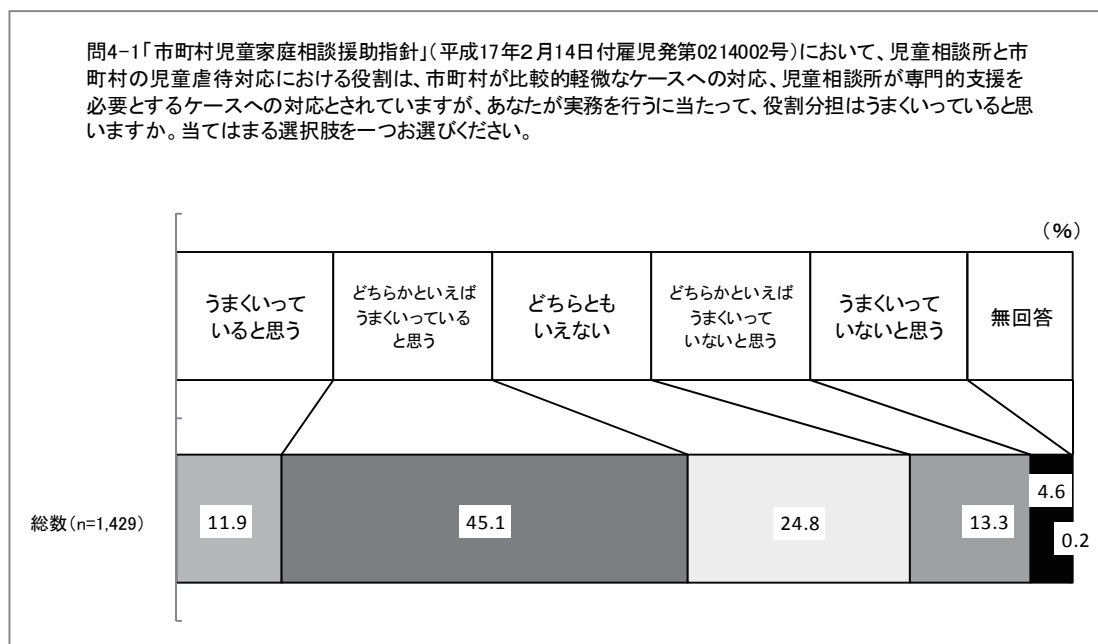 問4-1「市町村児童家庭相談援助指針」（平成17年２月14日付雇児発第0214002号）において、児童相談所と市
町村の児童虐待対応における役割は、市町村が比較的軽微なケースへの対応、児童相談所が専門的支援を
必要とするケースへの対応とされていますが、あなたが実務を行うに当たって、役割分担はうまくいっていると思
いますか。当てはまる選択肢を一つお選びください。
（％）
うまくいって
いると思う
どちらかといえば
うまくいっている
と思う
どちらとも
いえない
どちらかといえば
うまくいって
いないと思う
うまくいって
いないと思う
無回答
総数（n=1,429）
11.9
45.1
24.8
13.3
4.6
0.2